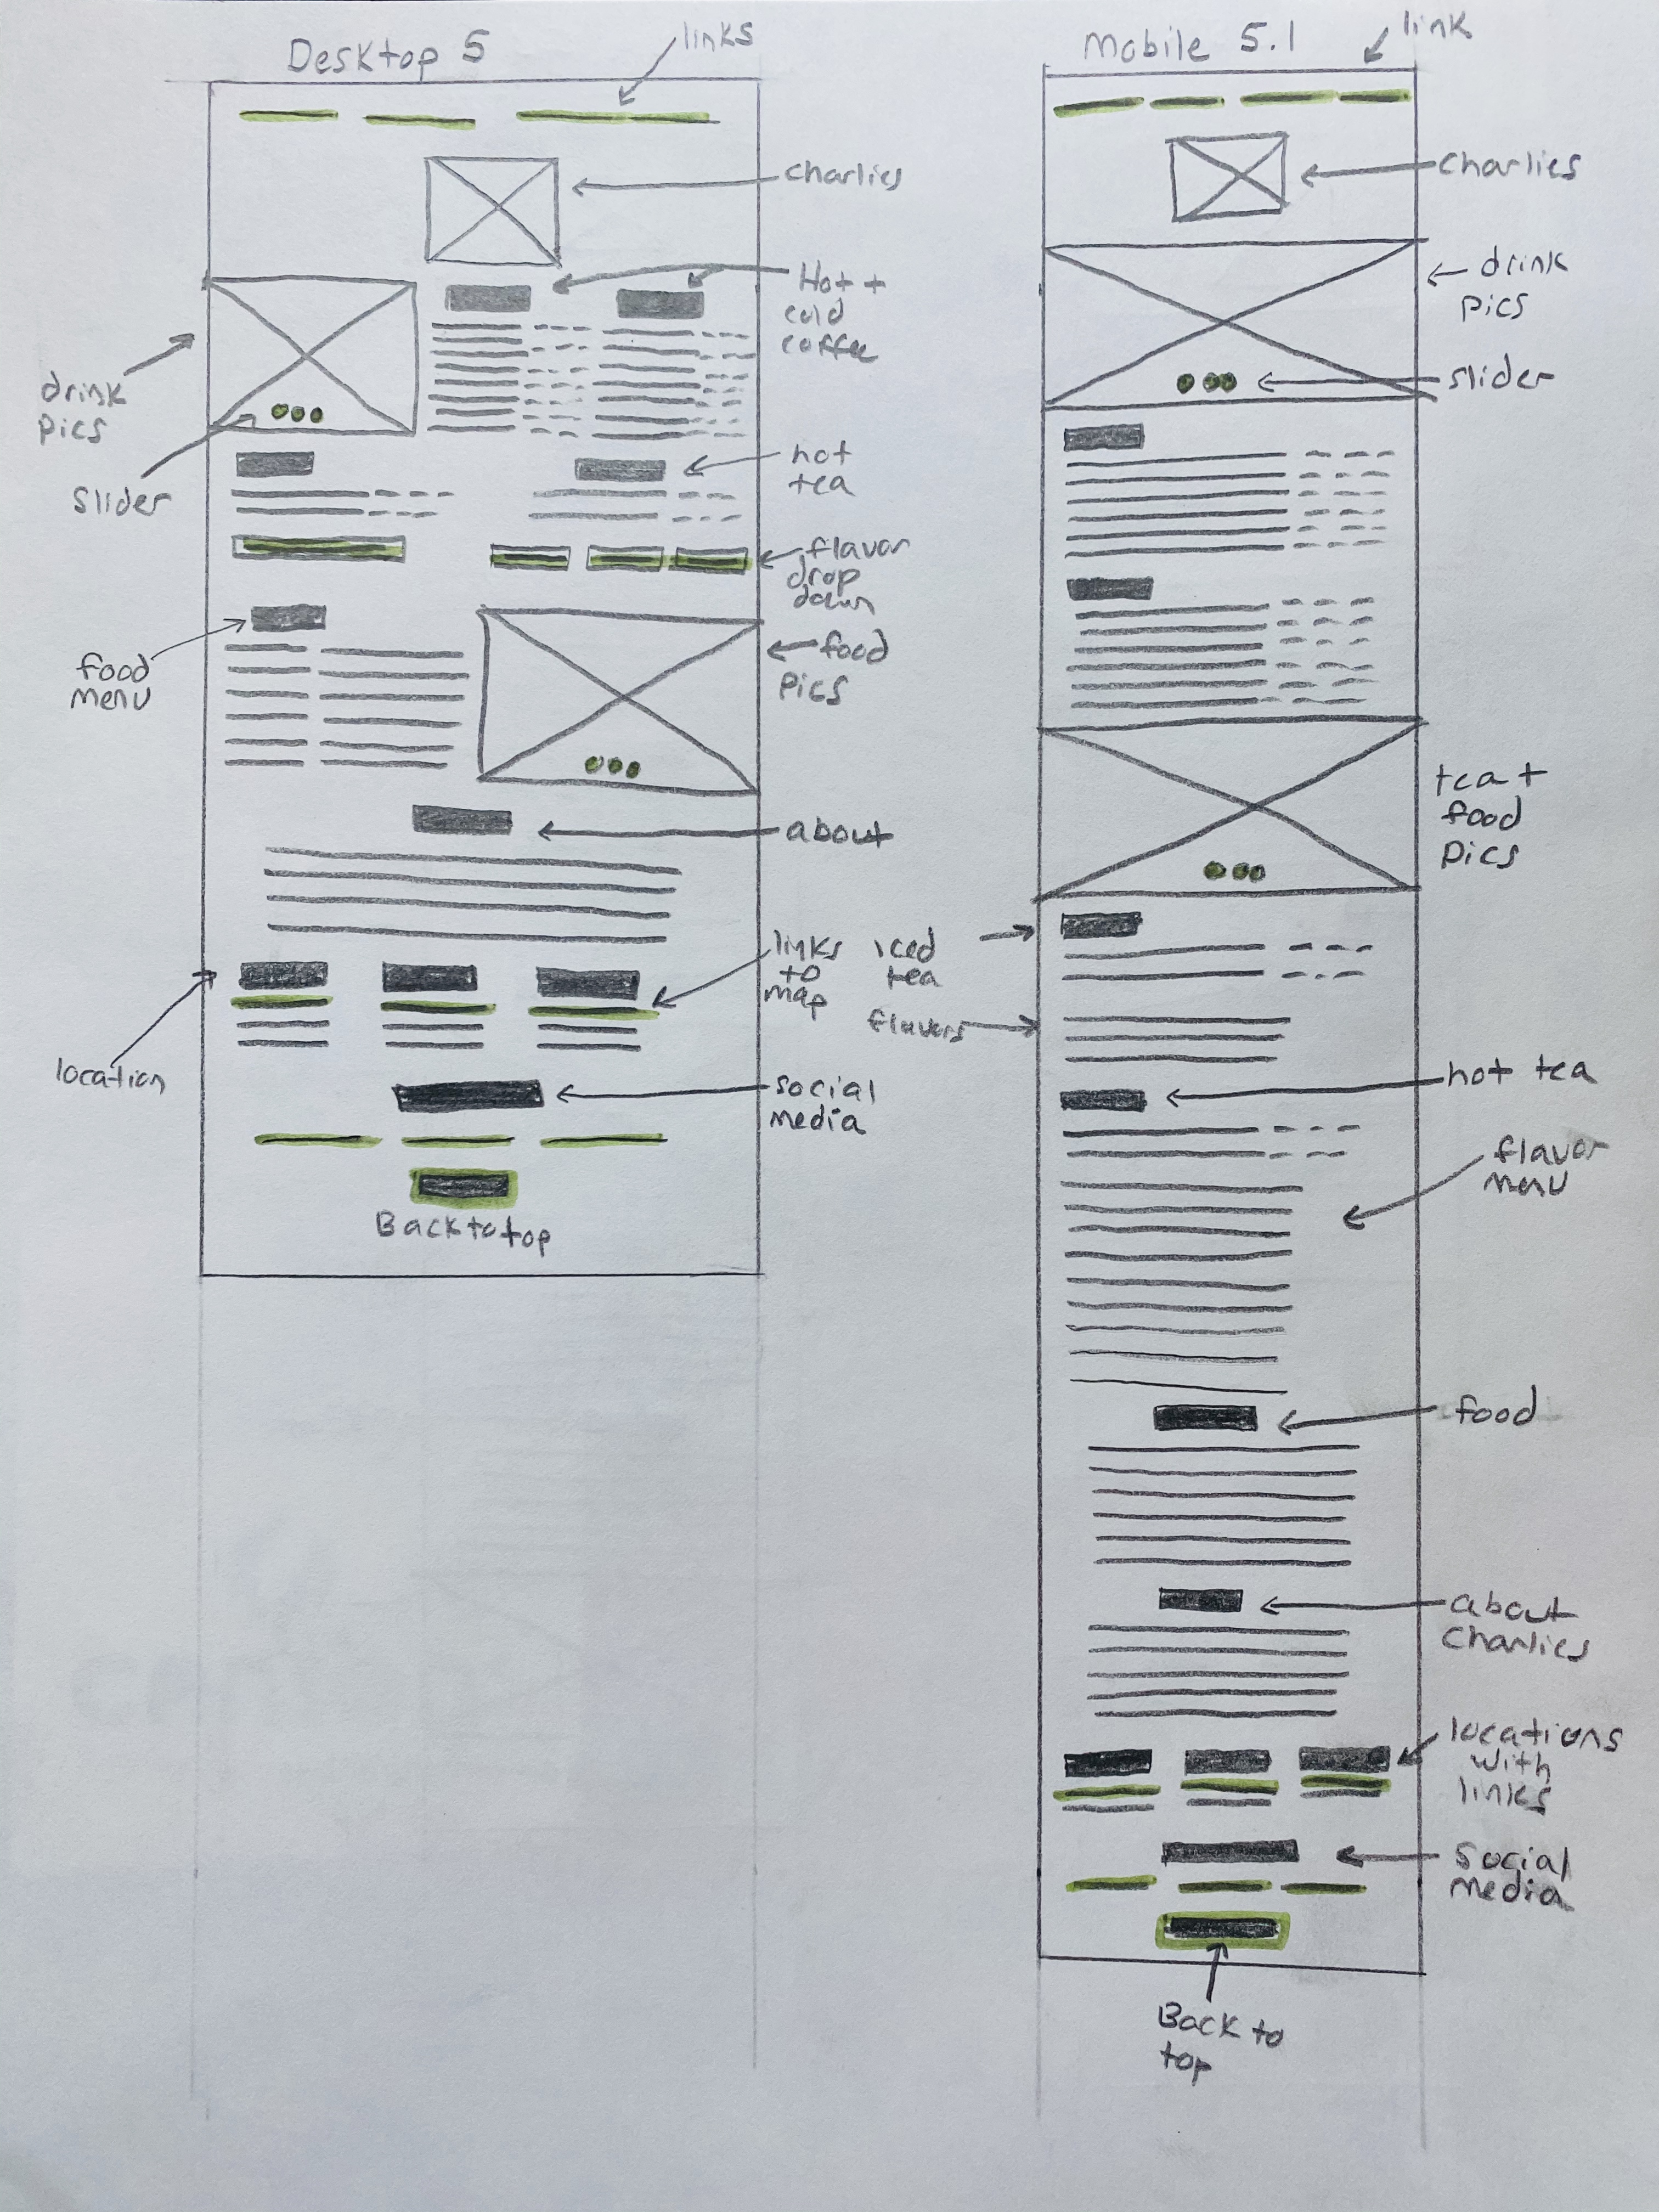 Desktop 5
links
charlies
Hot +
cold
coffee
drink
pics
slider
hot
tea
flavor
drop
down
food
menu
food
pics
about
links
to
map
location
social
media
Back to top
Mobile 5.1
link
charlies
drink
pics
slider
tea +
food
pics
iced
tea
flavors
hot tea
flavor
menu
food
about
charlies
locations
with
links
social
media
Back to
top